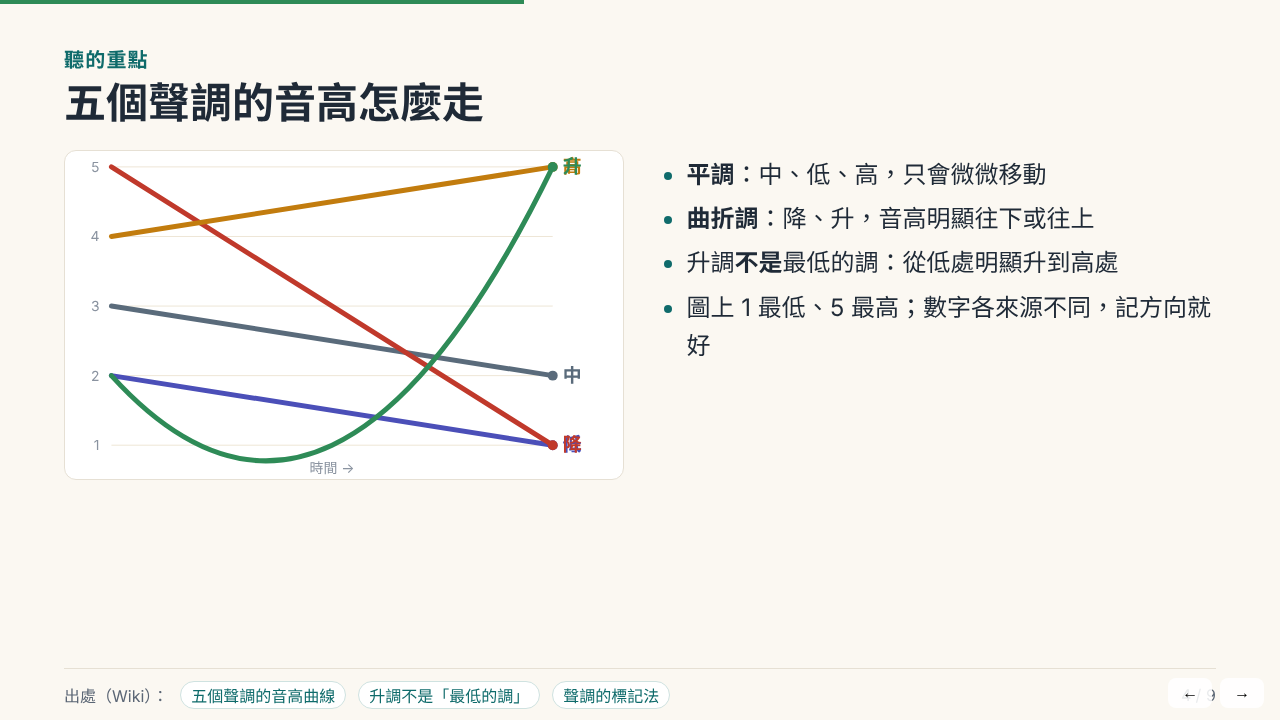 聽的重點
五個聲調的音高怎麼走
5
4
3
2
1
中
時間 →
平調：中、低、高，只會微微移動
曲折調：降、升，音高明顯往下或往上
升調不是最低的調：從低處明顯升到高處
圖上 1 最低、5 最高；數字各來源不同，記方向就
好
出處（Wiki）：
五個聲調的音高曲線
升調不是「最低的調」
聲調的標記法
← / 9 →